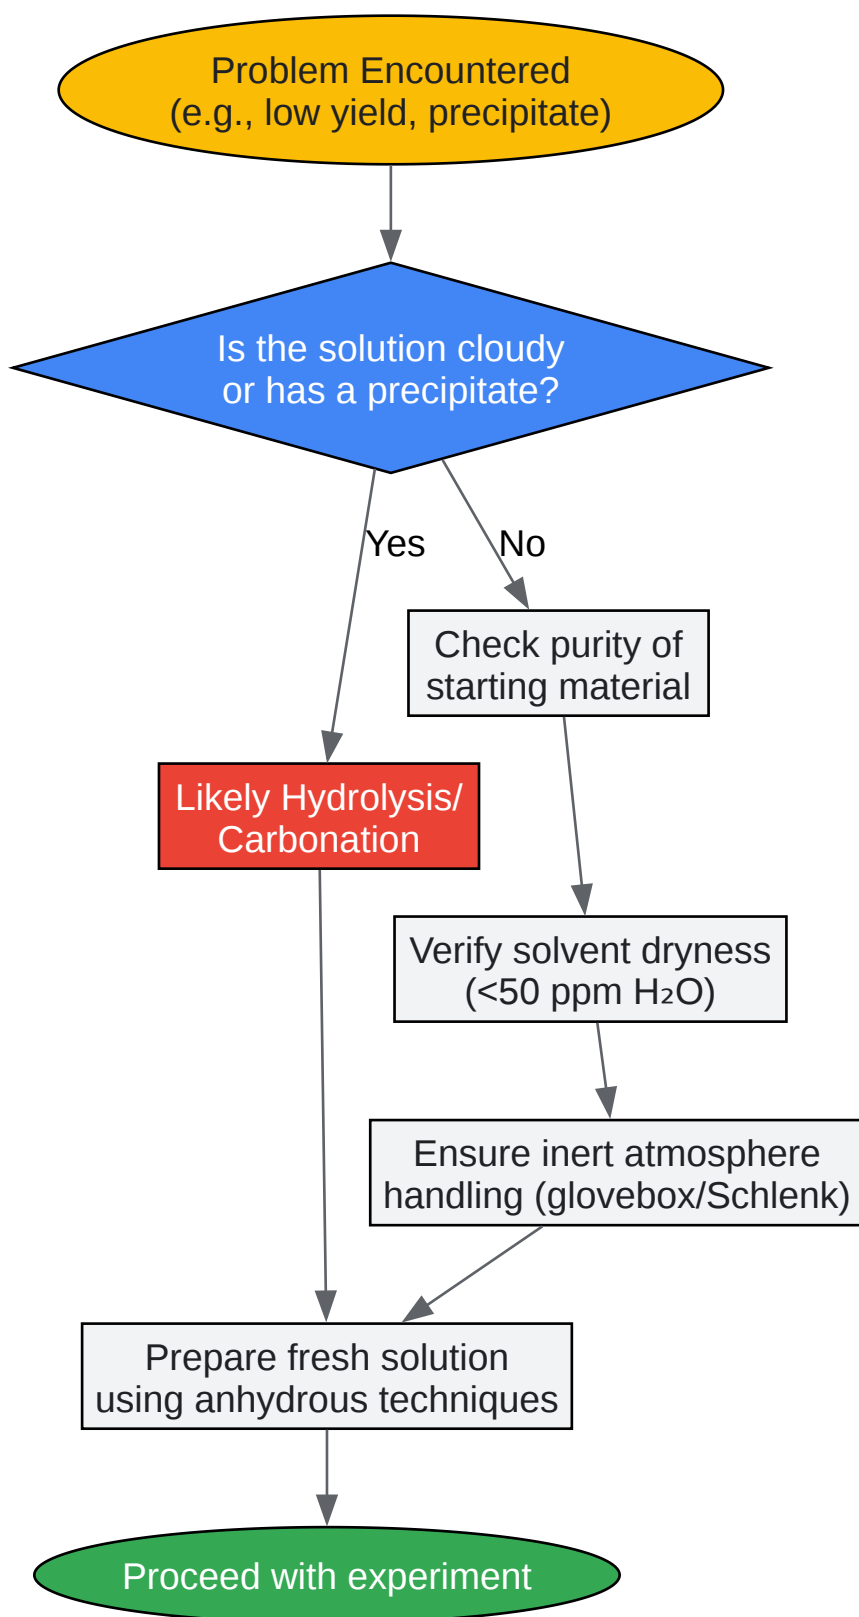 Problem Encountered
(e.g., low yield, precipitate)
Is the solution cloudy
or has a precipitate?
Yes
No
Check purity of
starting material
Likely Hydrolysis/
Carbonation
Verify solvent dryness
(<50 ppm H₂O)
Ensure inert atmosphere
handling (glovebox/Schlenk)
Prepare fresh solution
using anhydrous techniques
Proceed with experiment